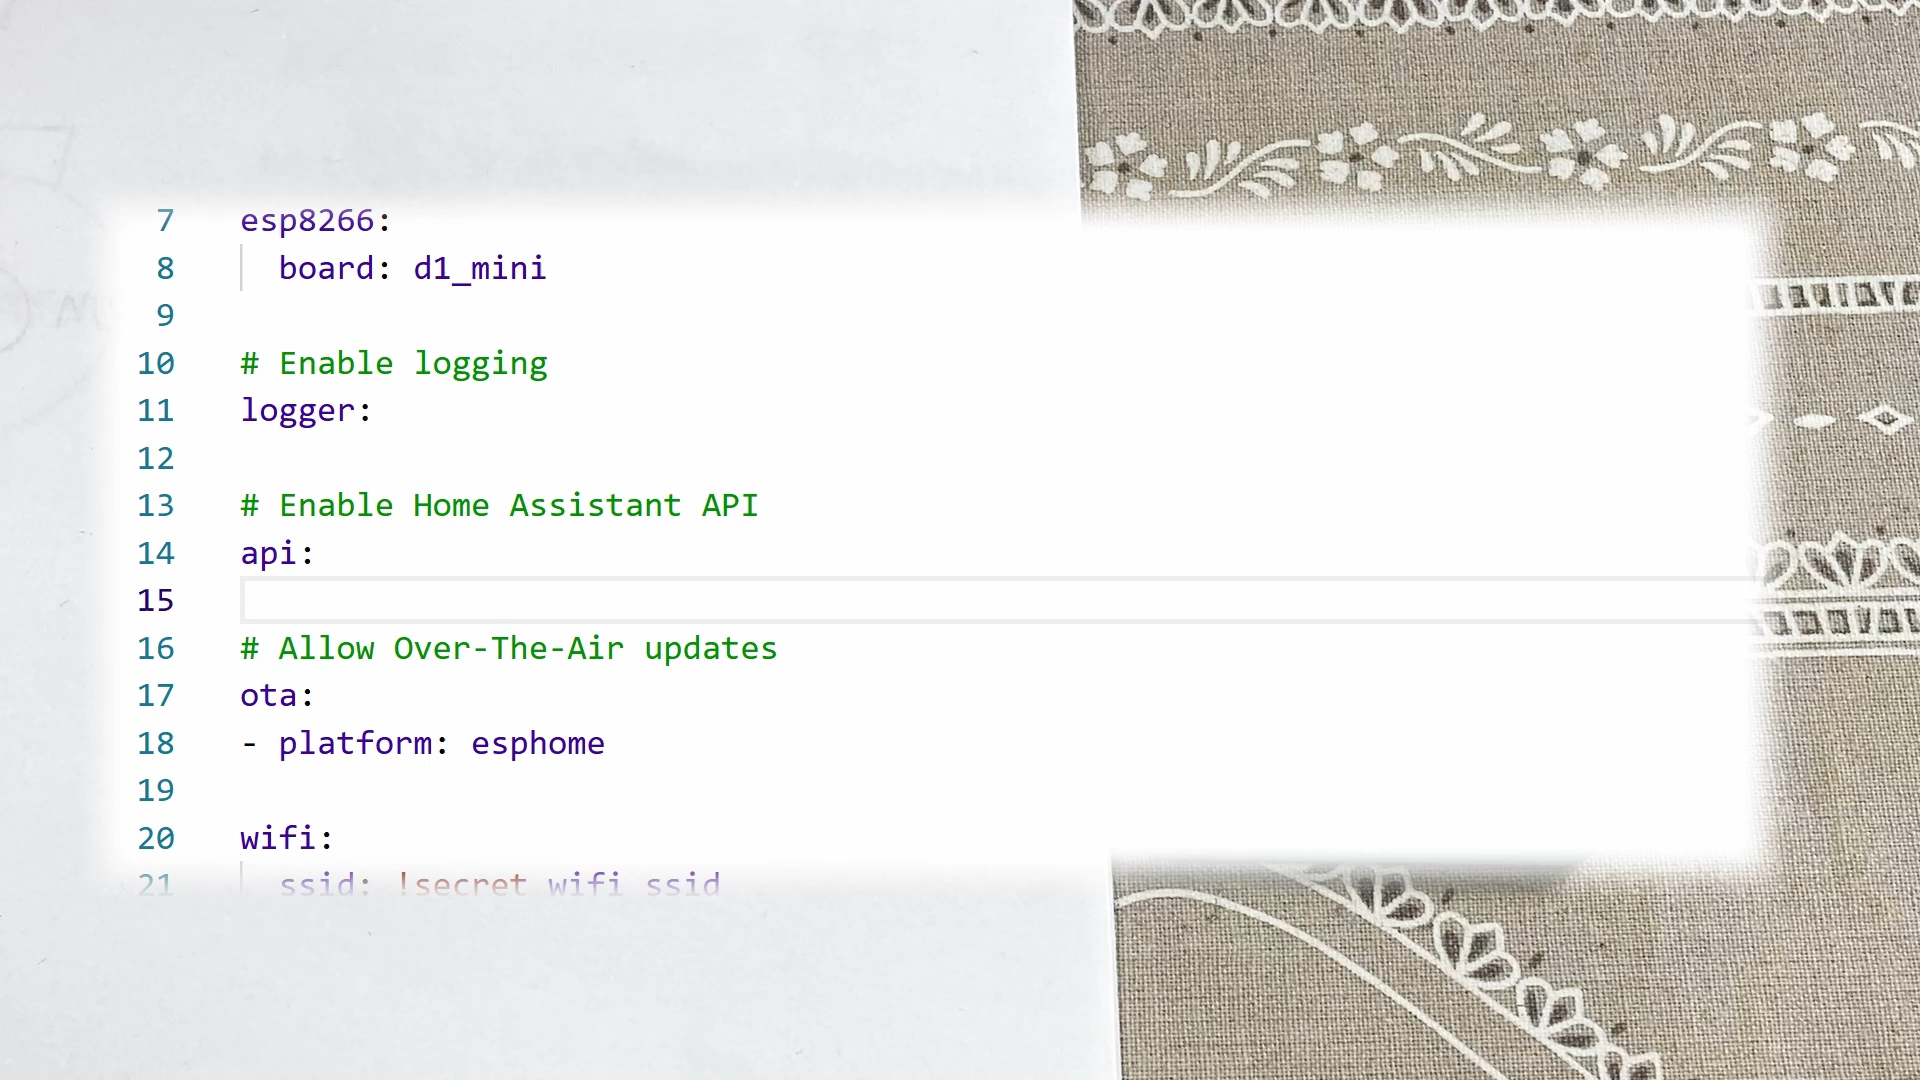 7 esp8266:
8 board: d1_mini
9
10 # Enable logging
11 logger:
12
13 # Enable Home Assistant API
14 api:
15
16 # Allow Over-The-Air updates
17 ota:
18 - platform: esphome
19
20 wifi:
21 ssid: !secret wifi_ssid